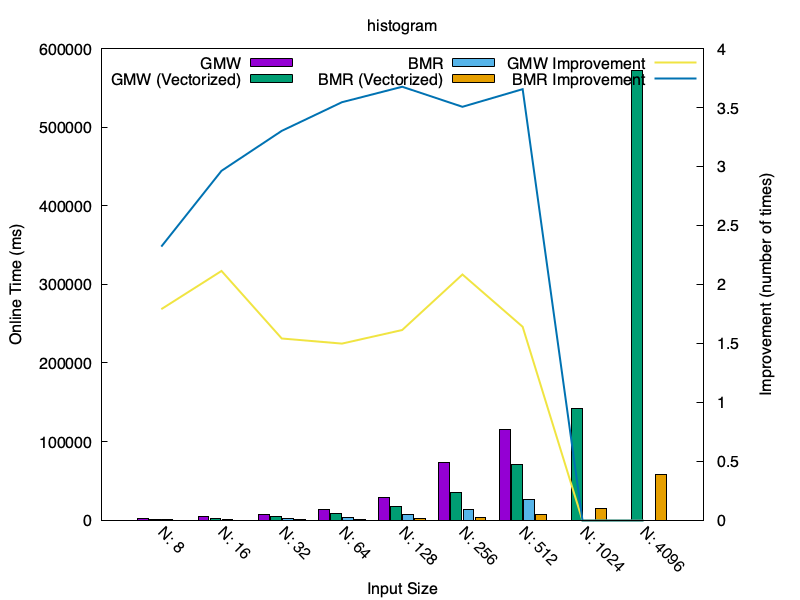 histogram
GMW
GMW (Vectorized)
BMR
BMR (Vectorized)
GMW Improvement
BMR Improvement
Online Time (ms)
600000
500000
400000
300000
200000
100000
0
4
3.5
3
2.5
2
1.5
1
0.5
0
Improvement (number of times)
N: 8
N: 16
N: 32
N: 64
N: 128
N: 256
N: 512
N: 1024
N: 4096
Input Size